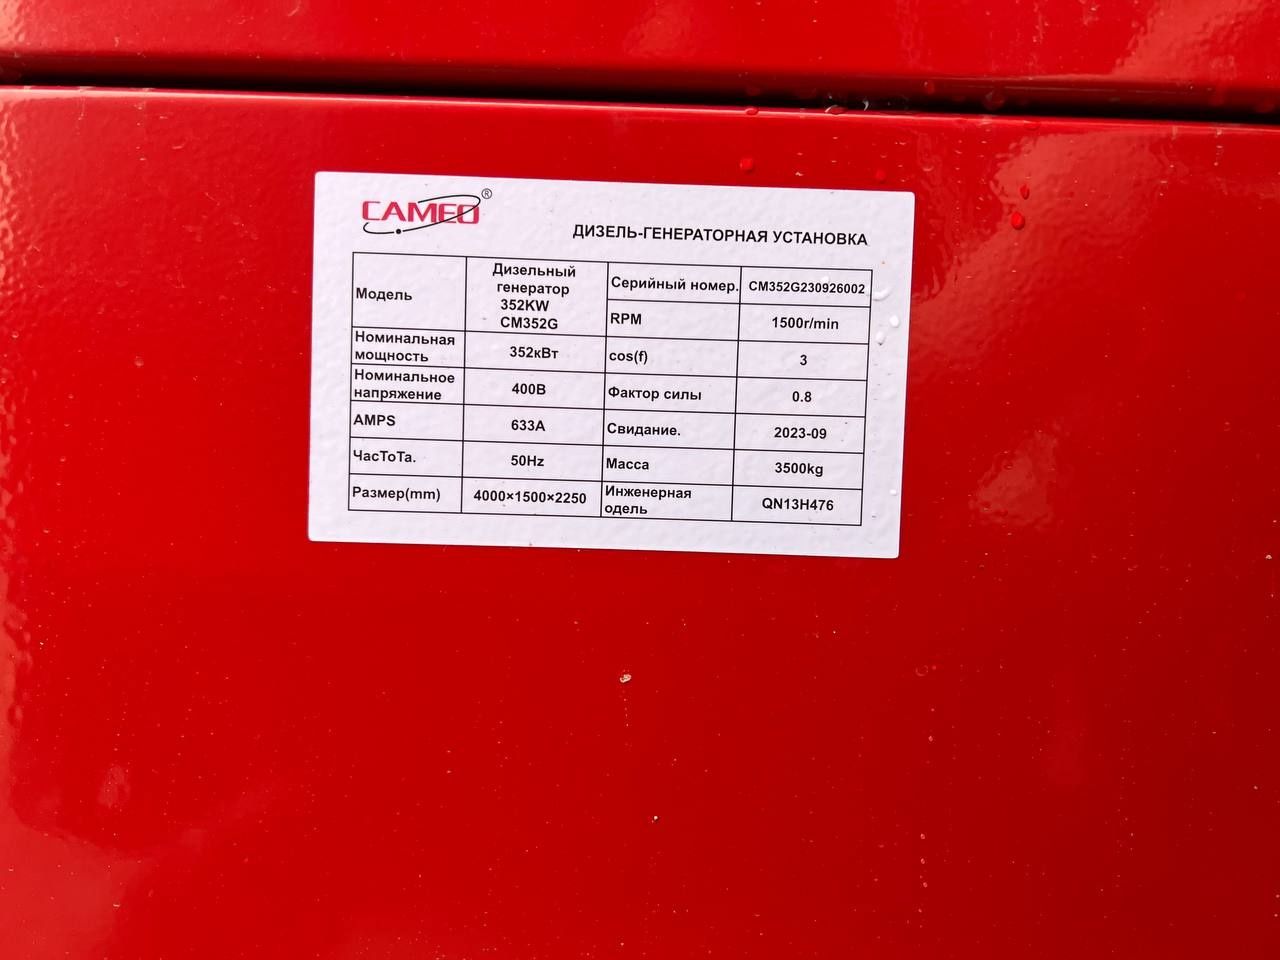 CAMEO®
ДИЗЕЛЬ-ГЕНЕРАТОРНАЯ УСТАНОВКА
Модель
Дизельный
генератор
352KW
CM352G
Серийный номер. CM352G230926002
RPM 1500r/min
Номинальная
мощность
352кВт
cos(f) 3
Номинальное
напряжение
400В
Фактор силы 0.8
AMPS 633A
Свидание. 2023-09
ЧасТоТа. 50Hz
Масса 3500kg
Размер(mm) 4000×1500×2250
Инженерная
одель
QN13H476